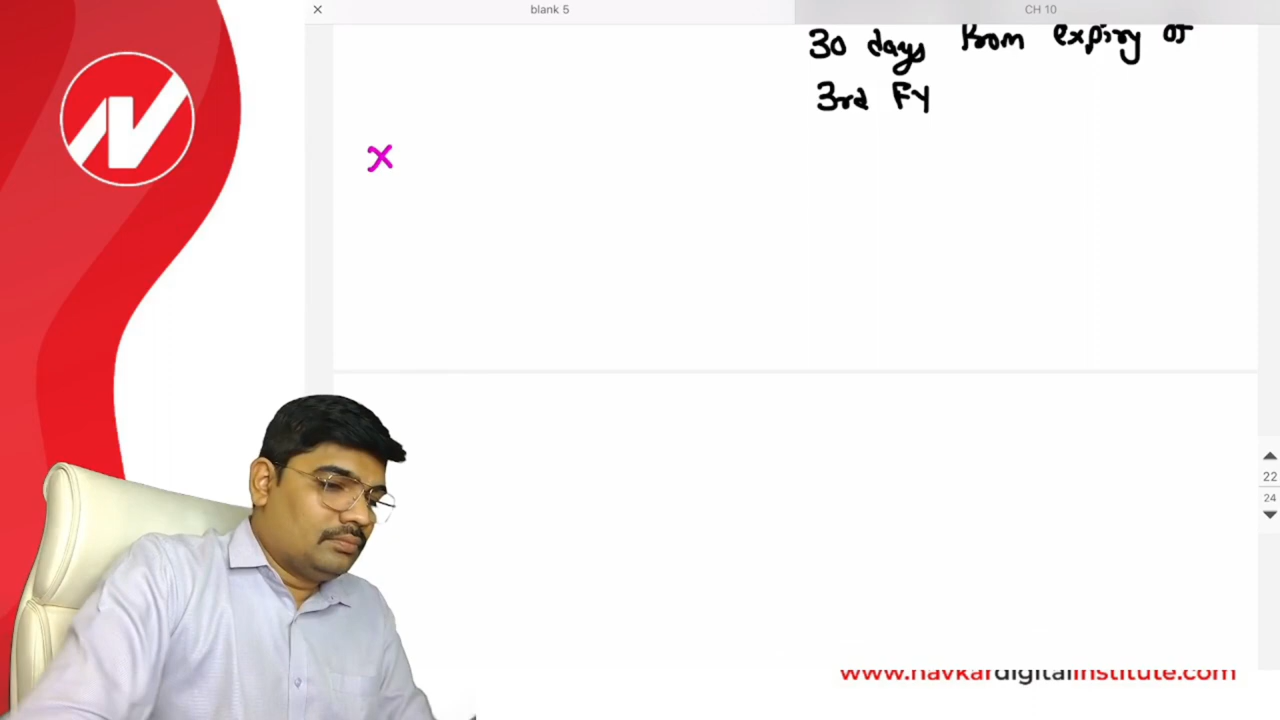 × blank 5 CH 10
30 days from expiry of
3rd FY
x
22
24
www.navkardigitalinstitute.com